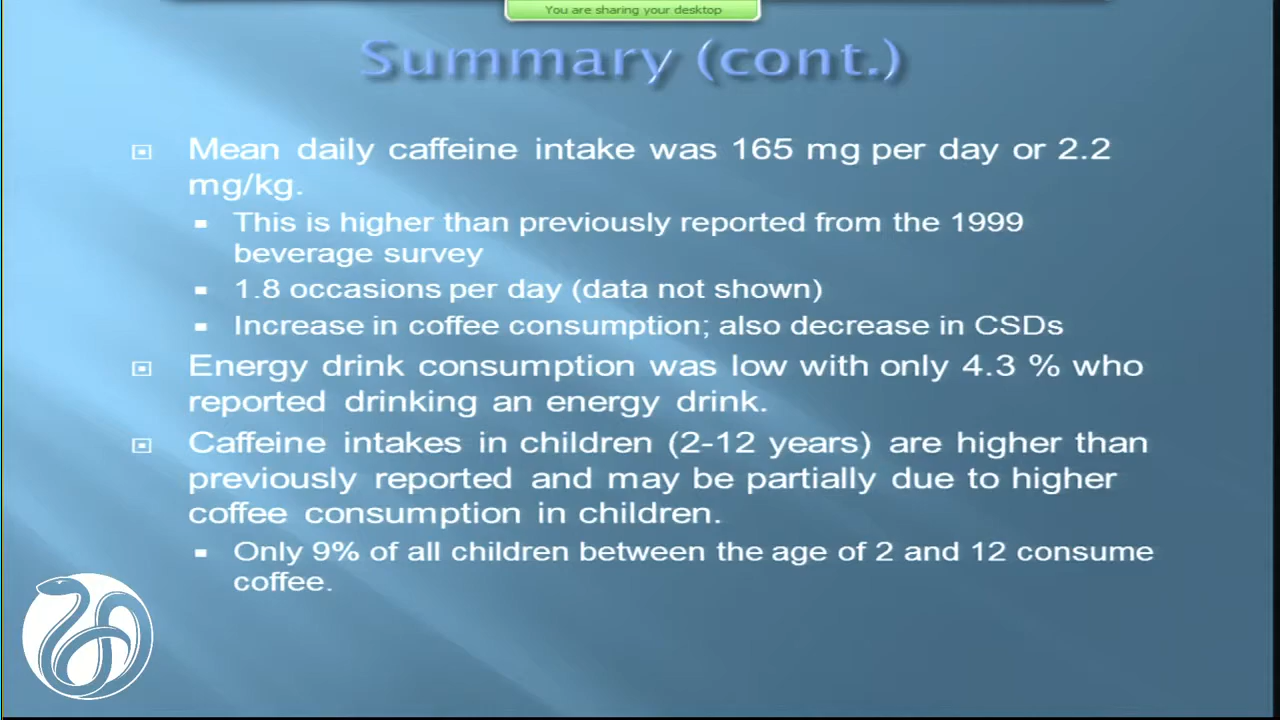 You are sharing your desktop
Summary (cont.)
Mean daily caffeine intake was 165 mg per day or 2.2
mg/kg.
This is higher than previously reported from the 1999
beverage survey
1.8 occasions per day (data not shown)
Increase in coffee consumption; also decrease in CSDs
Energy drink consumption was low with only 4.3 % who
reported drinking an energy drink.
Caffeine intakes in children (2-12 years) are higher than
previously reported and may be partially due to higher
coffee consumption in children.
Only 9% of all children between the age of 2 and 12 consume
coffee.